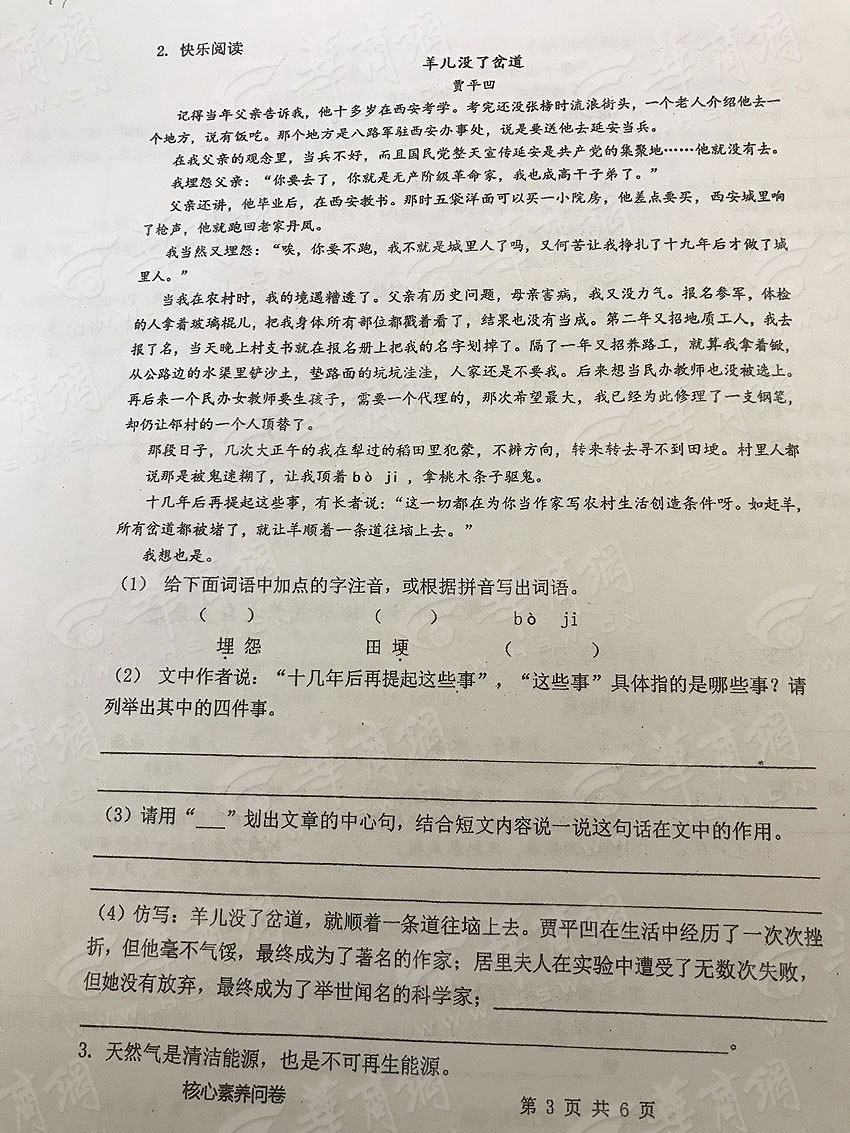 2. 快乐阅读
羊儿没了岔道
贾平凹
记得当年父亲告诉我，他十多岁在西安考学。考完还没张榜时流浪街头，一个老人介绍他去一
个地方，说有饭吃。那个地方是八路军驻西安办事处，说是要送他去延安当兵。
在我父亲的观念里，当兵不好，而且国民党整天宣传延安是共产党的集聚地……他就没有去。
我埋怨父亲：“你要去了，你就是无产阶级革命家，我也成高干子弟了。”
父亲还讲，他毕业后，在西安教书。那时五袋洋面可以买一小院房，他差点要买，西安城里响
了枪声，他就跑回老家丹凤。
我当然又埋怨：“唉，你要不跑，我不就是城里人了吗，又何苦让我挣扎了十九年后才做了城
里人。”
当我在农村时，我的境遇糟透了。父亲有历史问题，母亲害病，我又没力气。报名参军，体检
的人拿着玻璃棍儿，把我身体所有部位都戳着看了，结果也没有当成。第二年又招地质工人，我去
报了名，当天晚上村支书就在报名册上把我的名字划掉了。隔了一年又招养路工，就算我拿着锨，
从公路边的水渠里铲沙土，垫路面的坑坑洼洼，人家还是不要我。后来想当民办教师也没被选上。
再后来一个民办女教师要生孩子，需要一个代理的，那次希望最大，我已经为此修理了一支钢笔，
却仍让邻村的一个人顶替了。
那段日子，几次大正午的我在犁过的稻田里犯蒙，不辨方向，转来转去寻不到田埂。村里人都
说那是被鬼迷糊了，让我顶着bò ji，拿桃木条子驱鬼。
十几年后再提起这些事，有长者说：“这一切都在为你当作家写农村生活创造条件呀。如赶羊，
所有岔道都被堵了，就让羊顺着一条道往垴上去。”
我想也是。
（1） 给下面词语中加点的字注音，或根据拼音写出词语。
（ ） （ ） bò ji
埋 怨 田 埂 （ ）
（2） 文中作者说：“十几年后再提起这些事”，“这些事”具体指的是哪些事？请
列举出其中的四件事。
（3）请用“___”划出文章的中心句，结合短文内容说一说这句话在文中的作用。
（4）仿写：羊儿没了岔道，就顺着一条道往垴上去。贾平凹在生活中经历了一次次挫
折，但他毫不气馁，最终成为了著名的作家；居里夫人在实验中遭受了无数次失败，
但她没有放弃，最终成为了举世闻名的科学家；
。
3. 天然气是清洁能源，也是不可再生能源。
核心素养问卷
第 3 页 共 6 页
华商网
WWW.HSW.CN